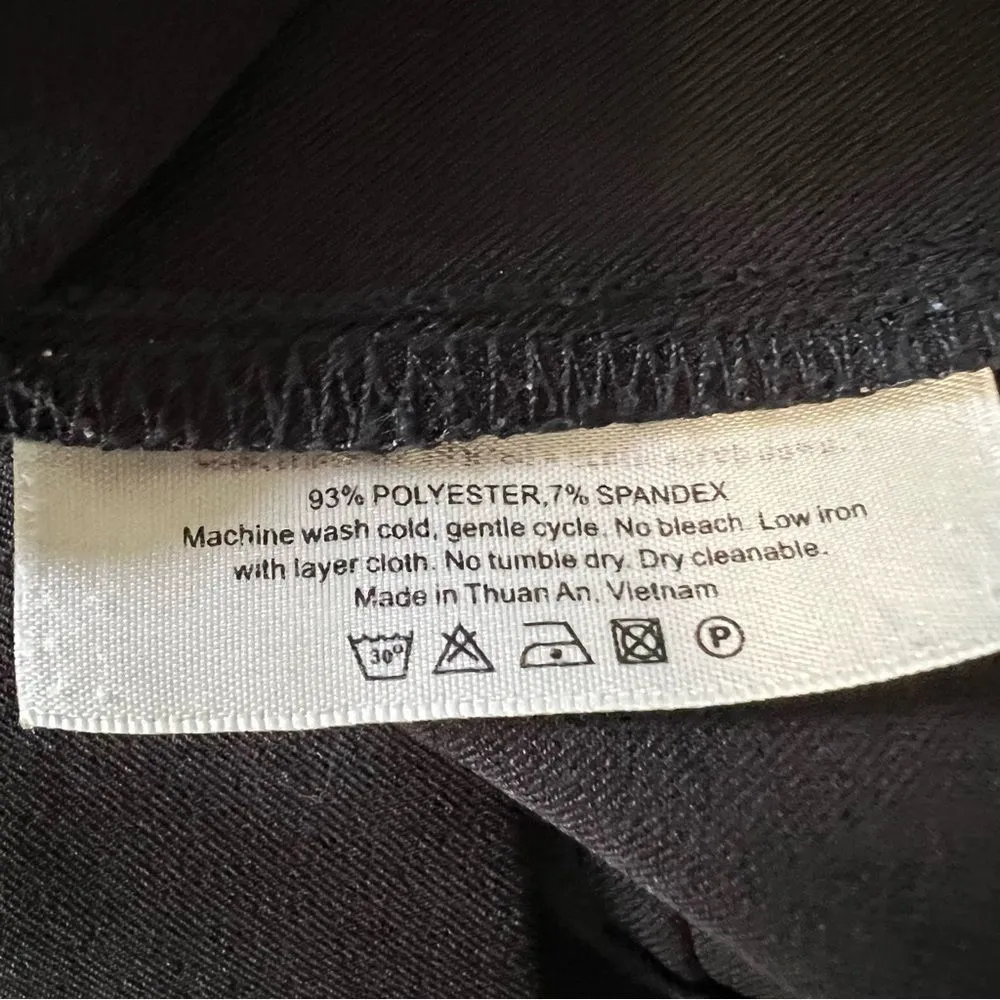 93% POLYESTER,7% SPANDEX
Machine wash cold, gentle cycle. No bleach. Low iron
with layer cloth. No tumble dry. Dry cleanable.
Made in Thuan An, Vietnam
30° P